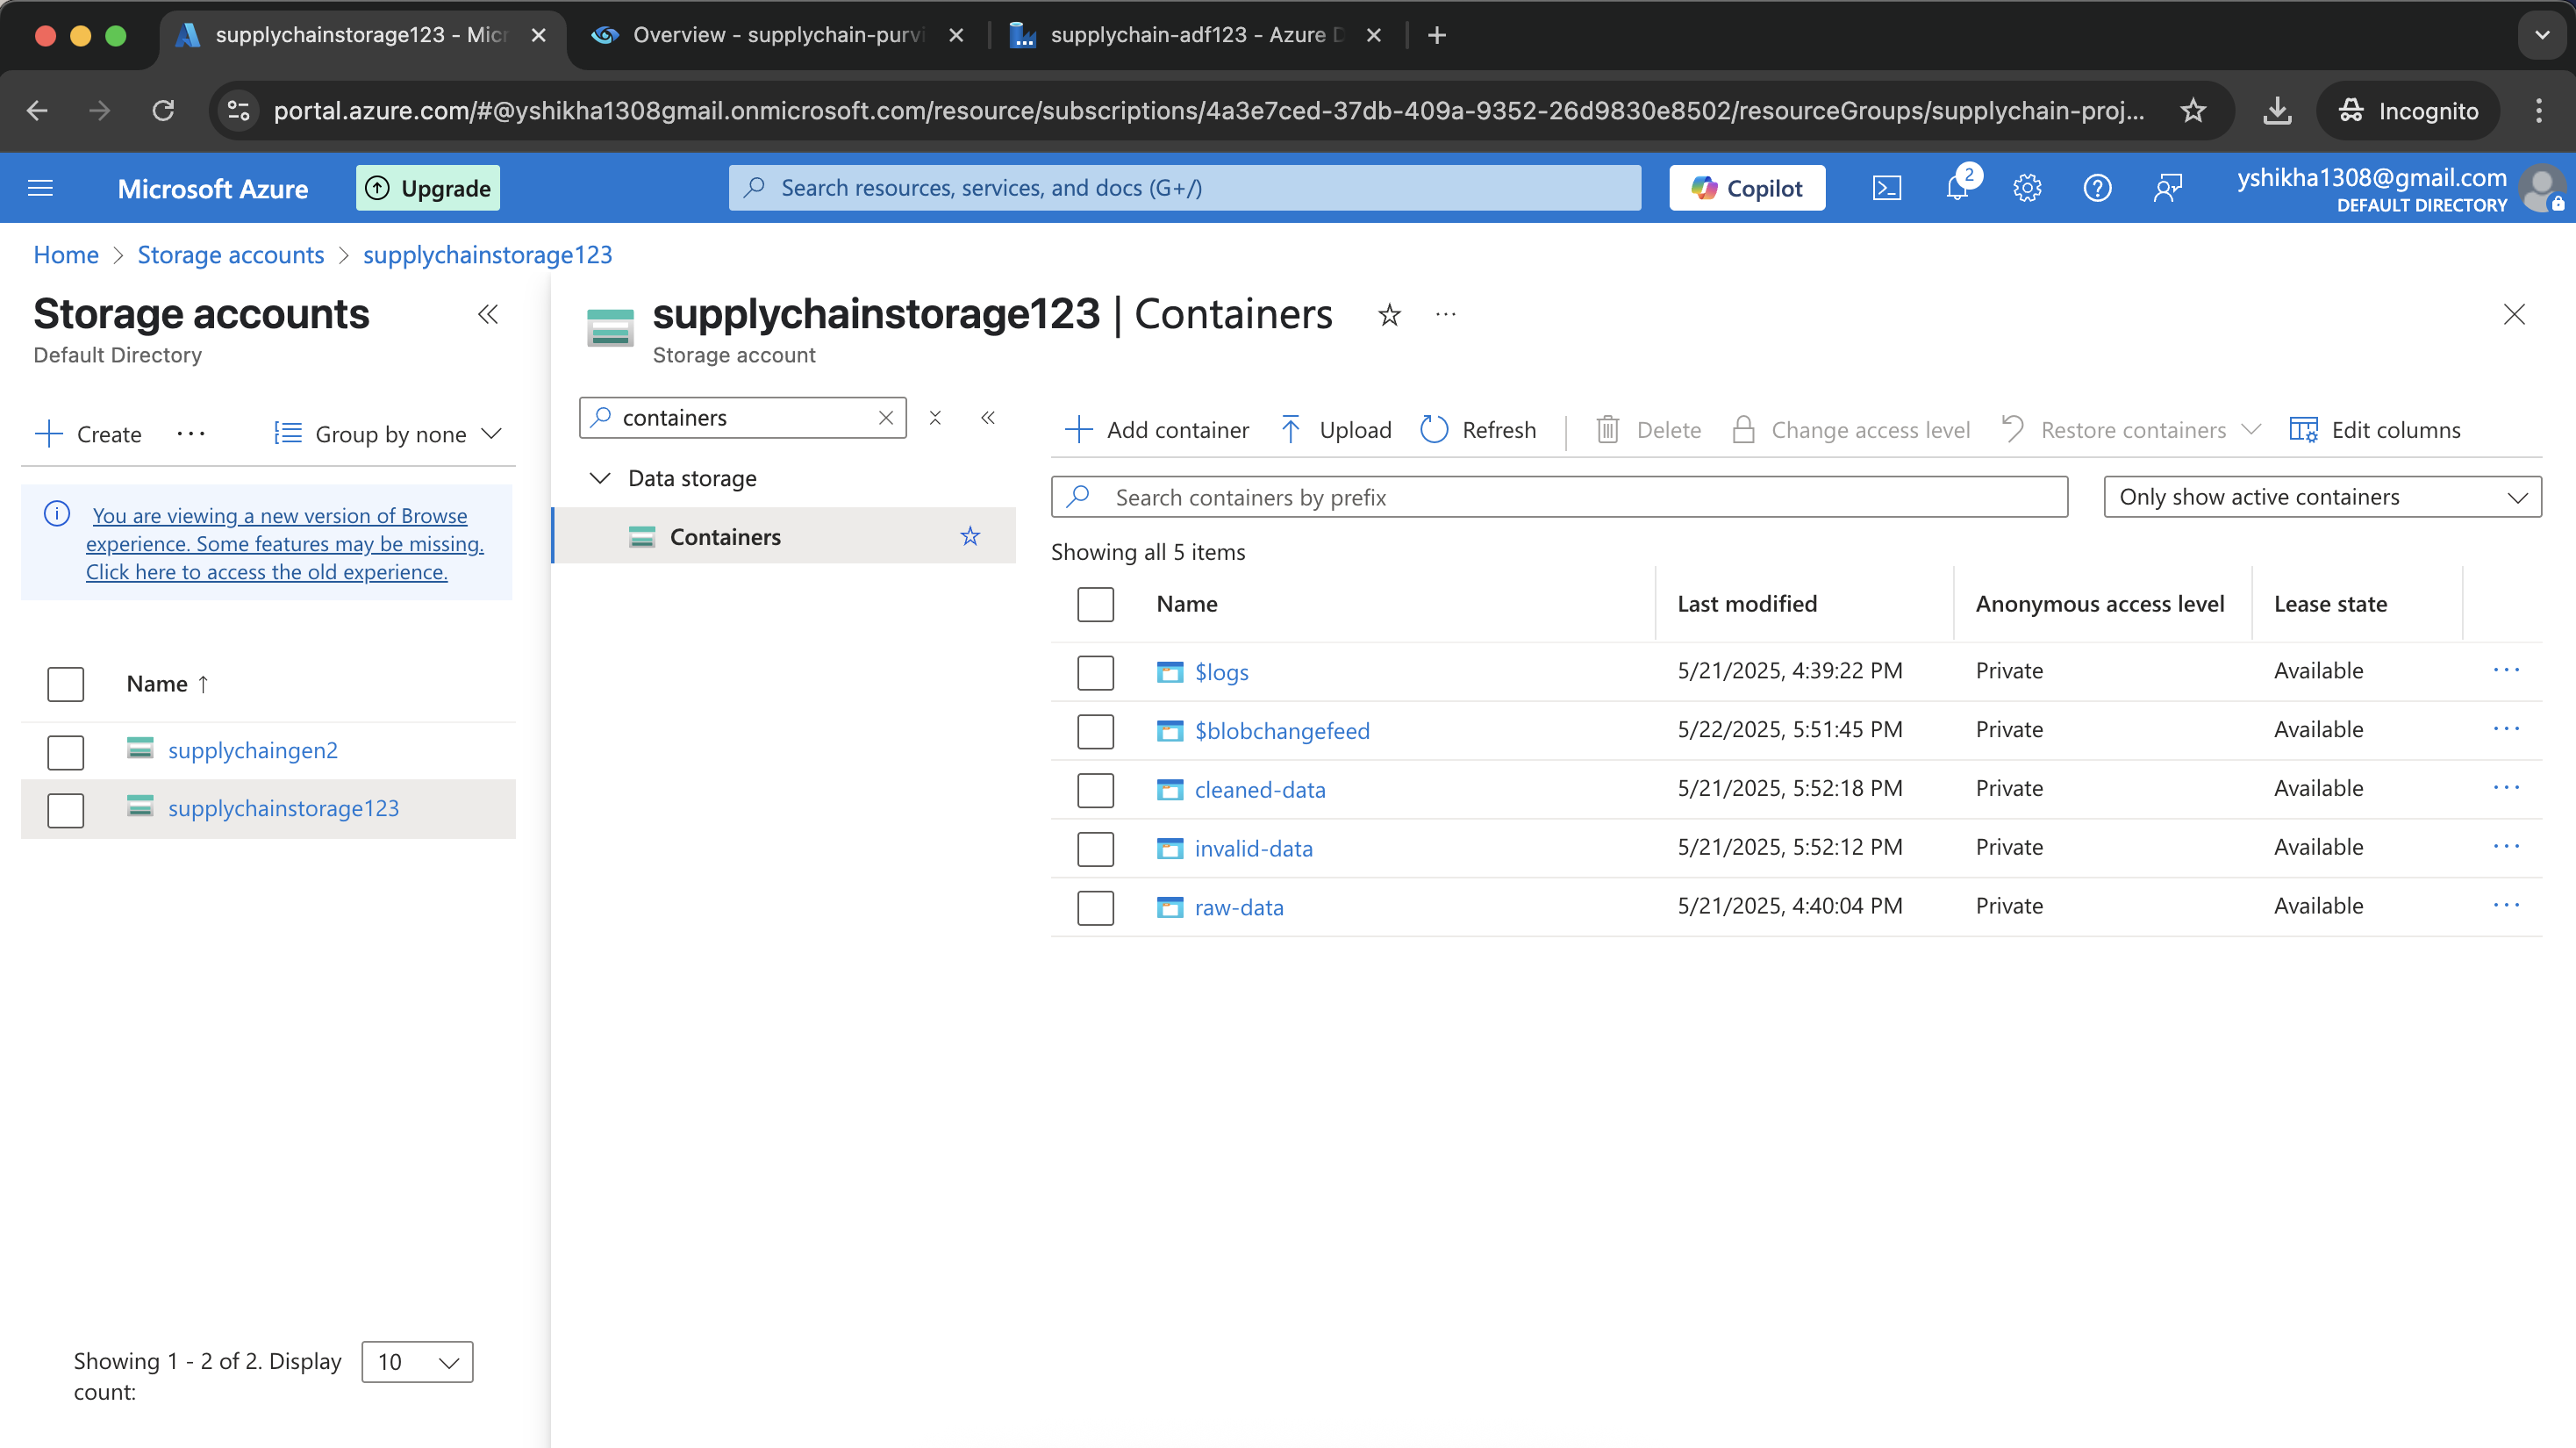 supplychainstorage123 - Micr
Overview - supplychain-purvi
supplychain-adf123 - Azure D
portal.azure.com/#@yshikha1308gmail.onmicrosoft.com/resource/subscriptions/4a3e7ced-37db-409a-9352-26d9830e8502/resourceGroups/supplychain-proj...
Incognito
Microsoft Azure
Upgrade
Search resources, services, and docs (G+/)
Copilot
2
yshikha1308@gmail.com
DEFAULT DIRECTORY
Home > Storage accounts > supplychainstorage123
Storage accounts
Default Directory
Create
Group by none
You are viewing a new version of Browse
experience. Some features may be missing.
Click here to access the old experience.
Name ↑
supplychaingen2
supplychainstorage123
Showing 1 - 2 of 2. Display
count:
10
supplychainstorage123 | Containers
Storage account
containers
Data storage
Containers
Add container
Upload
Refresh
Delete
Change access level
Restore containers
Edit columns
Search containers by prefix
Only show active containers
Showing all 5 items
Name Last modified Anonymous access level Lease state
$logs 5/21/2025, 4:39:22 PM Private Available
$blobchangefeed 5/22/2025, 5:51:45 PM Private Available
cleaned-data 5/21/2025, 5:52:18 PM Private Available
invalid-data 5/21/2025, 5:52:12 PM Private Available
raw-data 5/21/2025, 4:40:04 PM Private Available